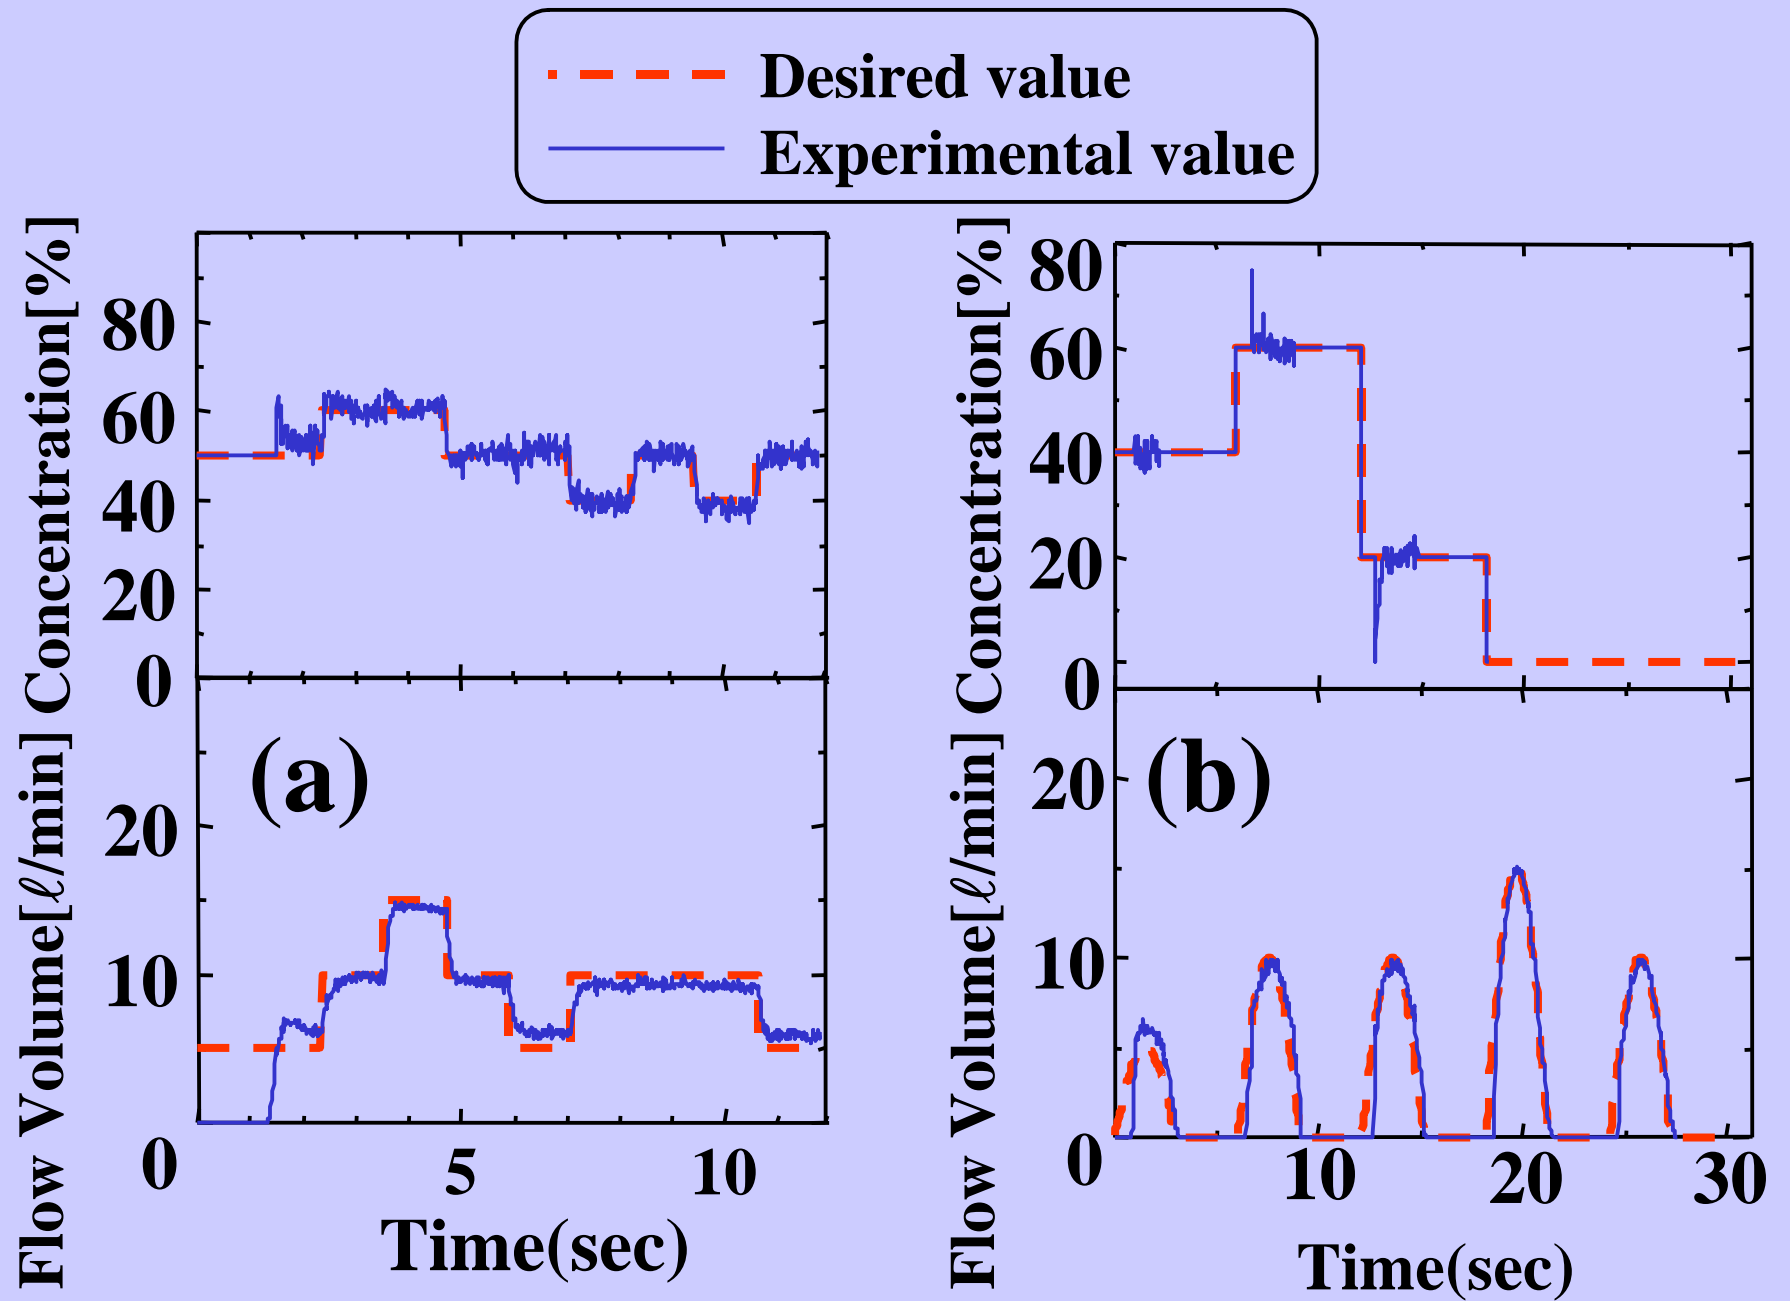 Desired value
Experimental value
Concentration[%]
80
60
40
20
0
Flow Volume[ℓ/min]
(a)
20
10
0
5
10
Time(sec)
Concentration[%]
80
60
40
20
0
Flow Volume[ℓ/min]
(b)
20
10
0
10
20
30
Time(sec)